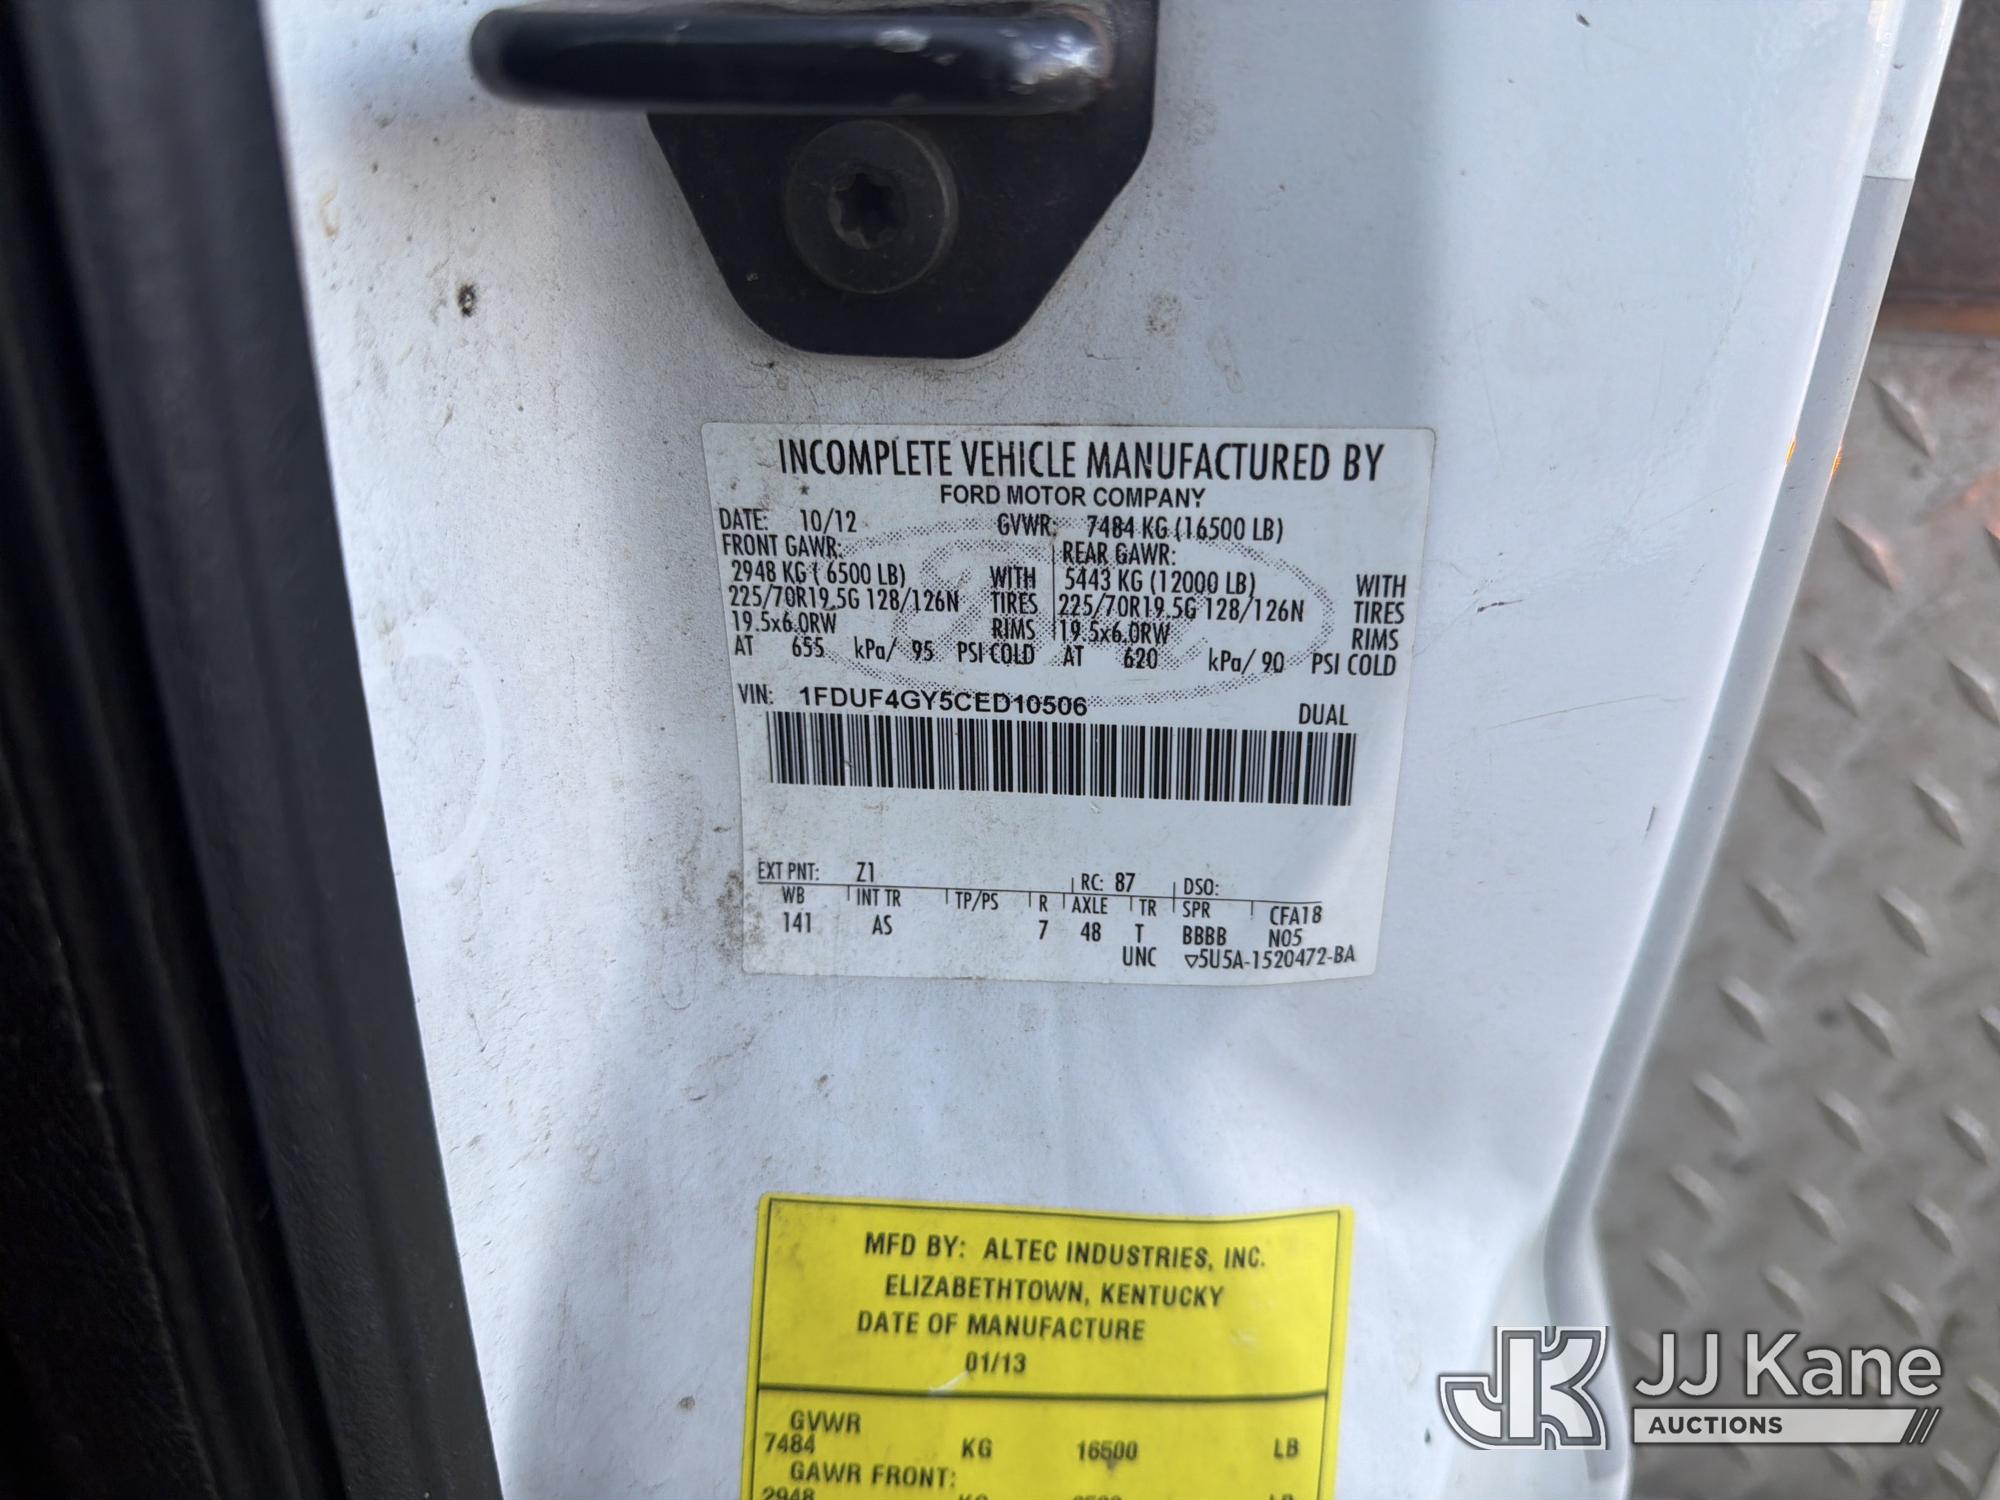 INCOMPLETE VEHICLE MANUFACTURED BY
FORD MOTOR COMPANY
DATE: 10/12 GVWR: 7484 KG (16500 LB)
FRONT GAWR: REAR GAWR:
2948 KG ( 6500 LB) WITH 5443 KG (12000 LB) WITH
225/70R19.5G 128/126N TIRES 225/70R19.5G 128/126N TIRES
19.5x6.0RW RIMS 19.5x6.0RW RIMS
AT 655 kPa/ 95 PSI COLD AT 620 kPa/ 90 PSI COLD
VIN: 1FDUF4GY5CED10506 DUAL
EXT PNT: Z1 RC: 87 DSO:
WB INT TR TP/PS R AXLE TR SPR CFA18
141 AS 7 48 T BBBB N05
UNC ▽5U5A-1520472-BA
MFD BY: ALTEC INDUSTRIES, INC.
ELIZABETHTOWN, KENTUCKY
DATE OF MANUFACTURE
01/13
GVWR
7484 KG 16500 LB
GAWR FRONT:
2948
JJ Kane
AUCTIONS